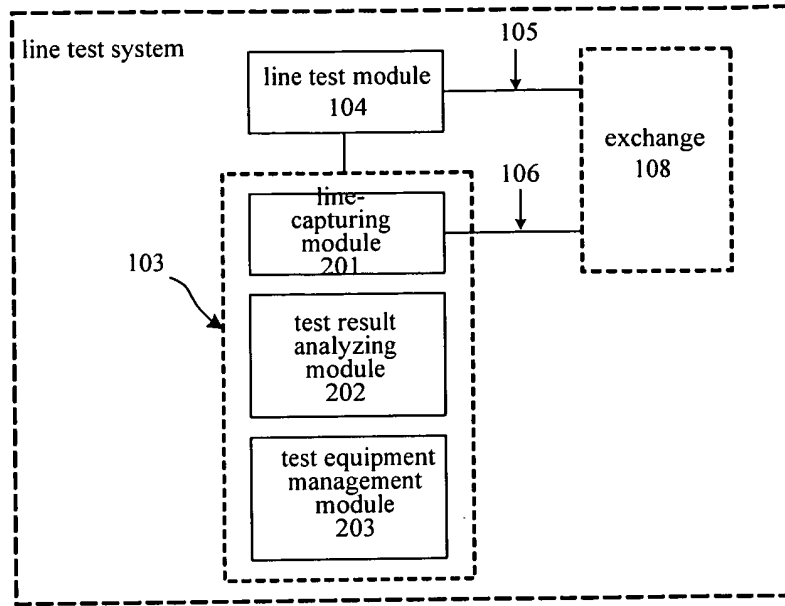 line test system
105
line test module
104
exchange
108
106
line-
capturing
module
201
103
test result
analyzing
module
202
test equipment
management
module
203